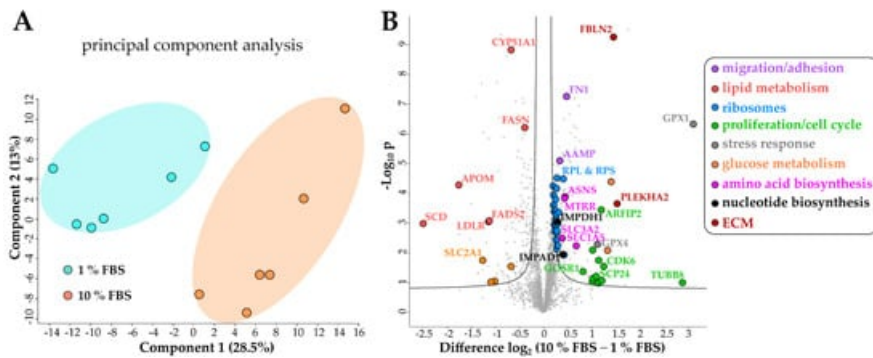 A
principal component analysis
Component 2 (13%)
12
10
8
6
4
2
0
-2
-4
-6
-8
-10
1 % FBS
10 % FBS
-14 -12 -10 -8 -6 -4 -2 0 2 4 6 8 10 12 14 16
Component 1 (28.5%)
B
-Log10 p
9
8
7
6
5
4
3
2
1
0
FBLN2
CYP51A1
FN1
GPX1
FASN
AAMP
RPL & RPS
APOM
ASNS
PLEKHA2
MTRR
ARFIP2
SCD
FADS2
LDLR
IMPDH1
SLC3A2
SEC1A5
SLC2A1
IMPAD1
GPX4
GOSR1
CDK6
SCP24
TUBB6
-2.5 -2 -1.5 -1 -0.5 0 0.5 1 1.5 2 2.5 3
Difference log2 (10 % FBS – 1 % FBS)
migration/adhesion
lipid metabolism
ribosomes
proliferation/cell cycle
stress response
glucose metabolism
amino acid biosynthesis
nucleotide biosynthesis
ECM